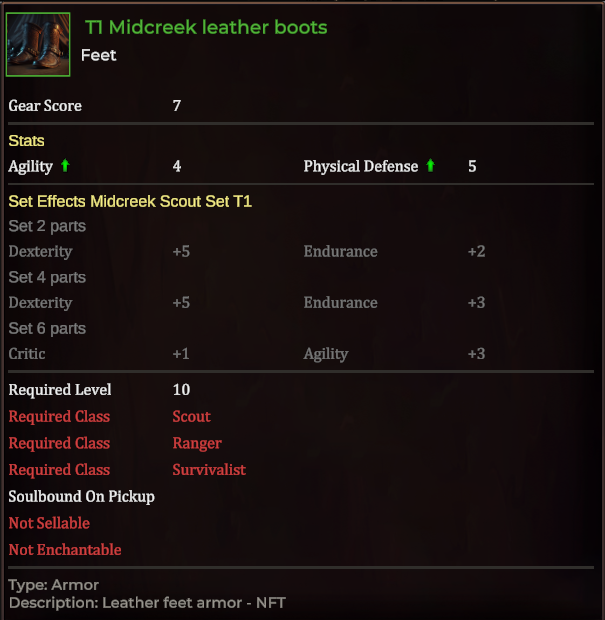 T1 Midcreek leather boots
Feet
Gear Score 7
Stats
Agility 4 Physical Defense 5
Set Effects Midcreek Scout Set T1
Set 2 parts
Dexterity +5 Endurance +2
Set 4 parts
Dexterity +5 Endurance +3
Set 6 parts
Critic +1 Agility +3
Required Level 10
Required Class Scout
Required Class Ranger
Required Class Survivalist
Soulbound On Pickup
Not Sellable
Not Enchantable
Type: Armor
Description: Leather feet armor - NFT